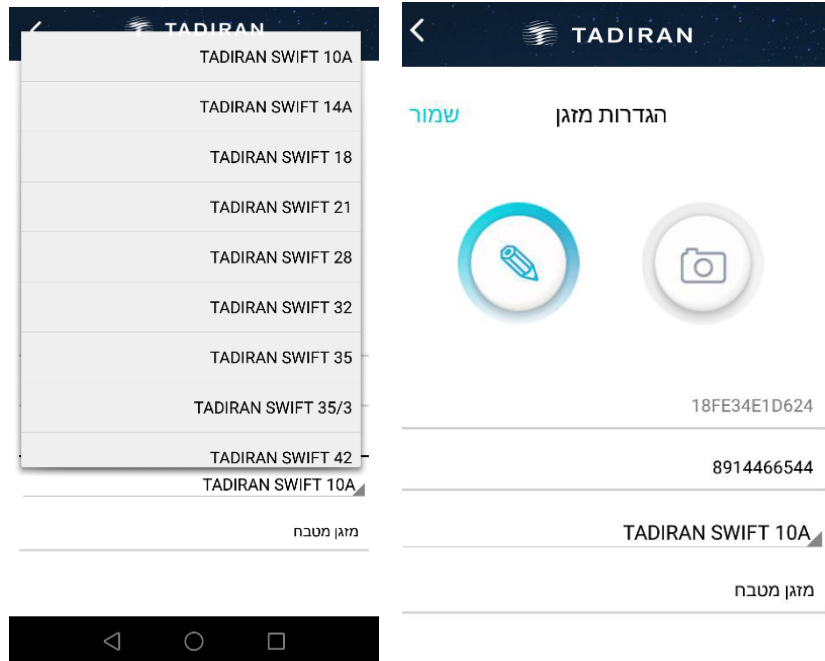 TADIRAN
TADIRAN SWIFT 10A
TADIRAN SWIFT 14A
TADIRAN SWIFT 18
TADIRAN SWIFT 21
TADIRAN SWIFT 28
TADIRAN SWIFT 32
TADIRAN SWIFT 35
TADIRAN SWIFT 35/3
TADIRAN SWIFT 42
TADIRAN SWIFT 10A
מזגן מטבח
TADIRAN
הגדרות מזגן
שמור
18FE34E1D624
8914466544
TADIRAN SWIFT 10A
מזגן מטבח